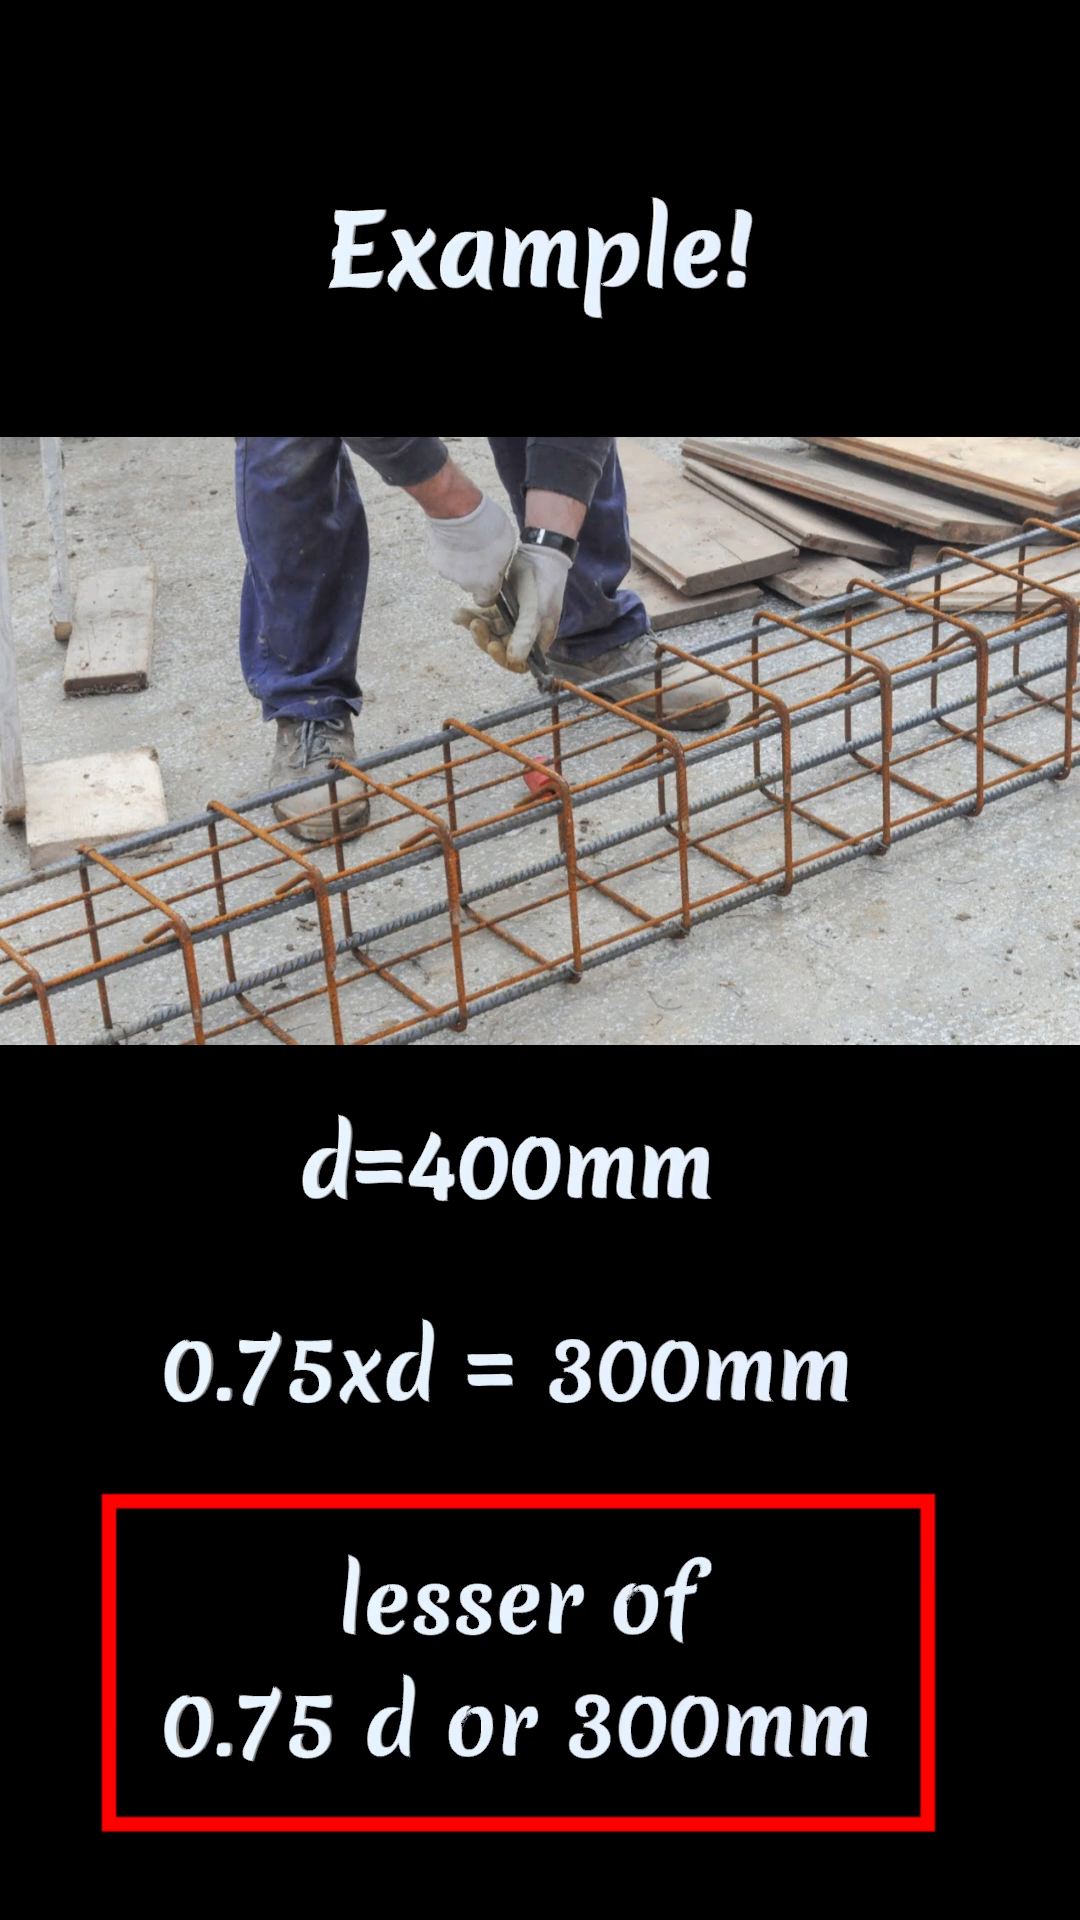 Example!
d=400mm
0.75xd = 300mm
lesser of
0.75 d or 300mm